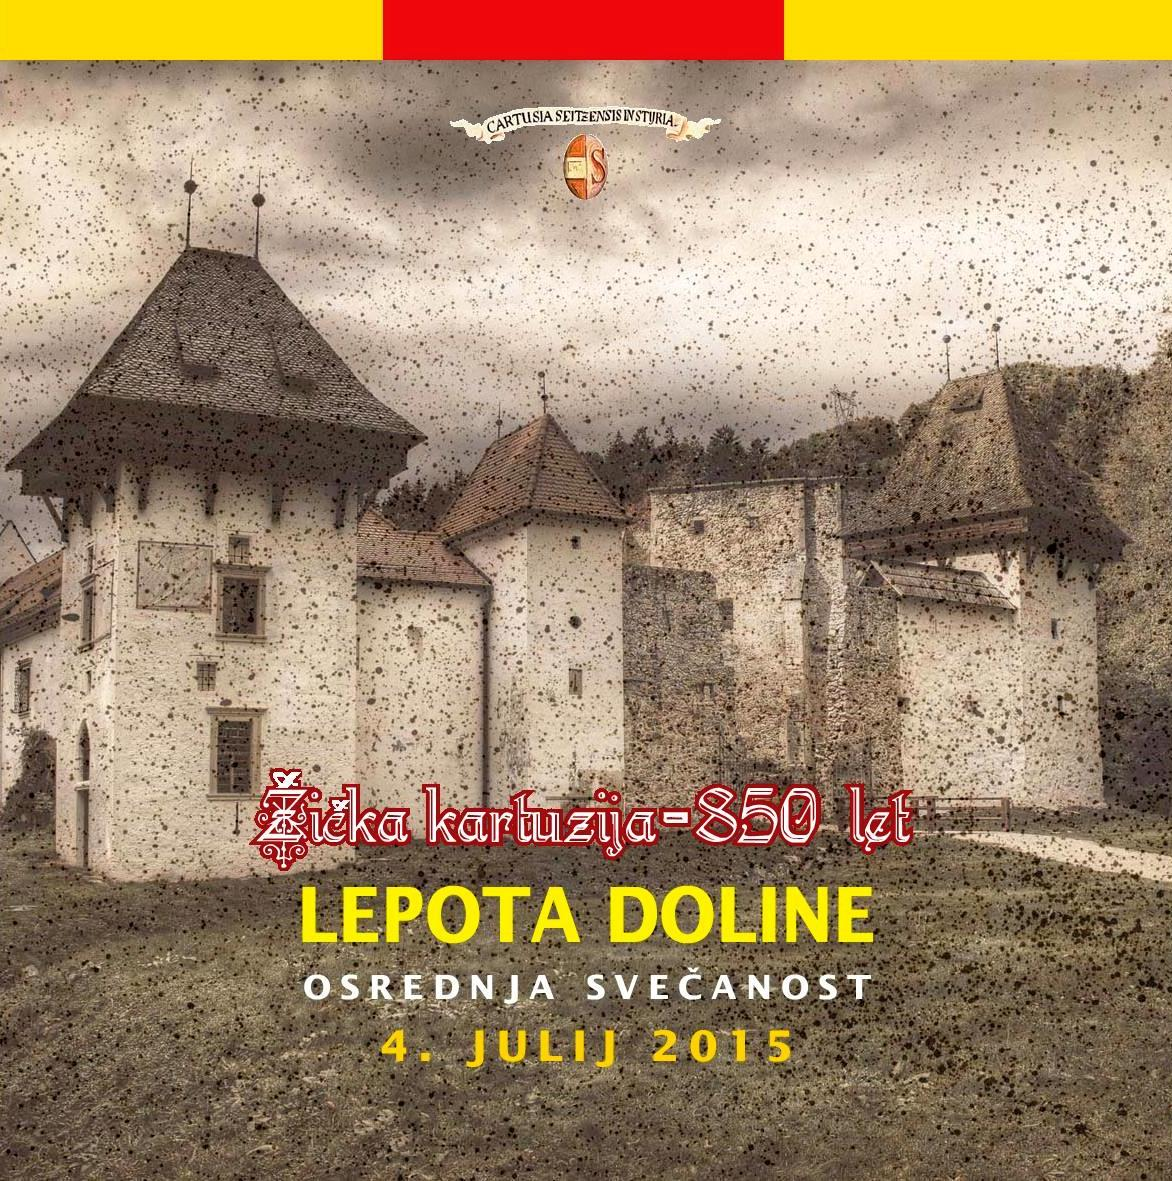 CARTUSIA SEITZENSIS IN STYRIA
Žička kartuzija-850 let
LEPOTA DOLINE
OSREDNJA SVEČANOST
4. JULIJ 2015